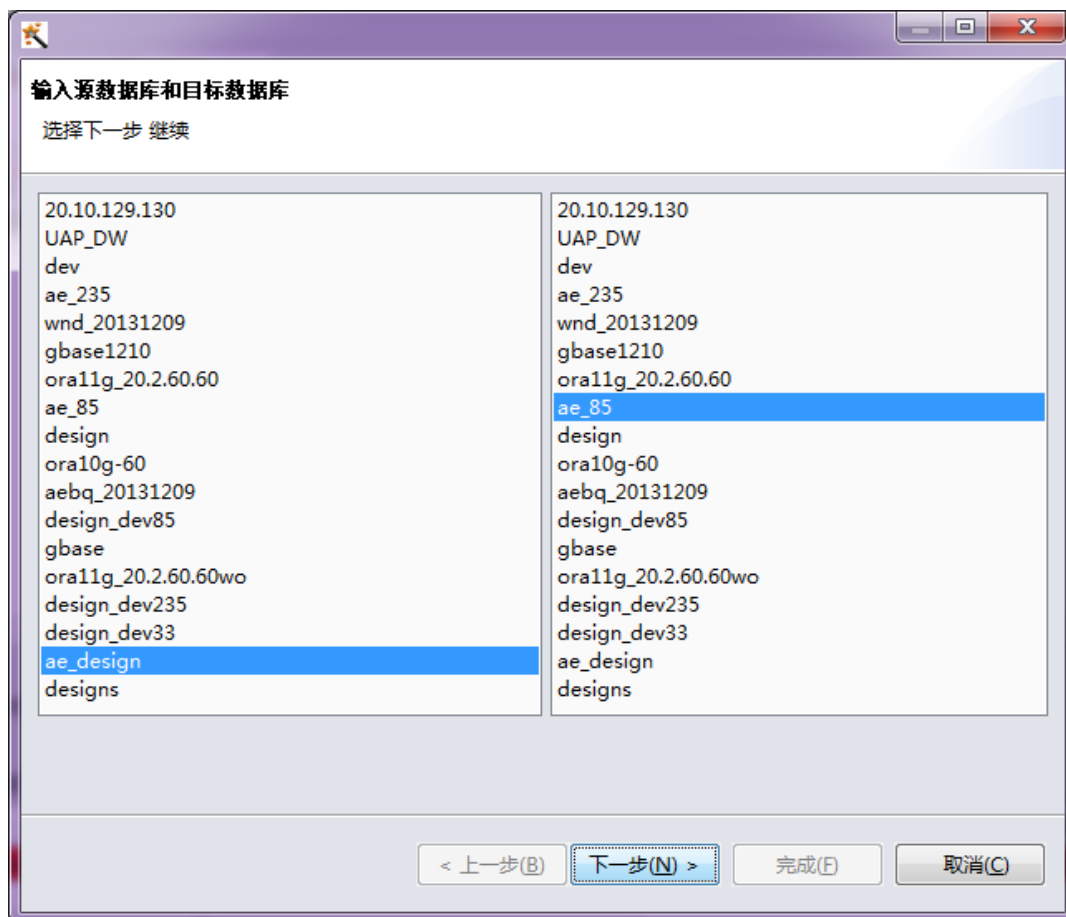 输入源数据库和目标数据库
选择下一步 继续
20.10.129.130
UAP_DW
dev
ae_235
wnd_20131209
gbase1210
ora11g_20.2.60.60
ae_85
design
ora10g-60
aebq_20131209
design_dev85
gbase
ora11g_20.2.60.60wo
design_dev235
design_dev33
ae_design
designs
20.10.129.130
UAP_DW
dev
ae_235
wnd_20131209
gbase1210
ora11g_20.2.60.60
ae_85
design
ora10g-60
aebq_20131209
design_dev85
gbase
ora11g_20.2.60.60wo
design_dev235
design_dev33
ae_design
designs
< 上一步(B) 下一步(N) > 完成(F) 取消(C)